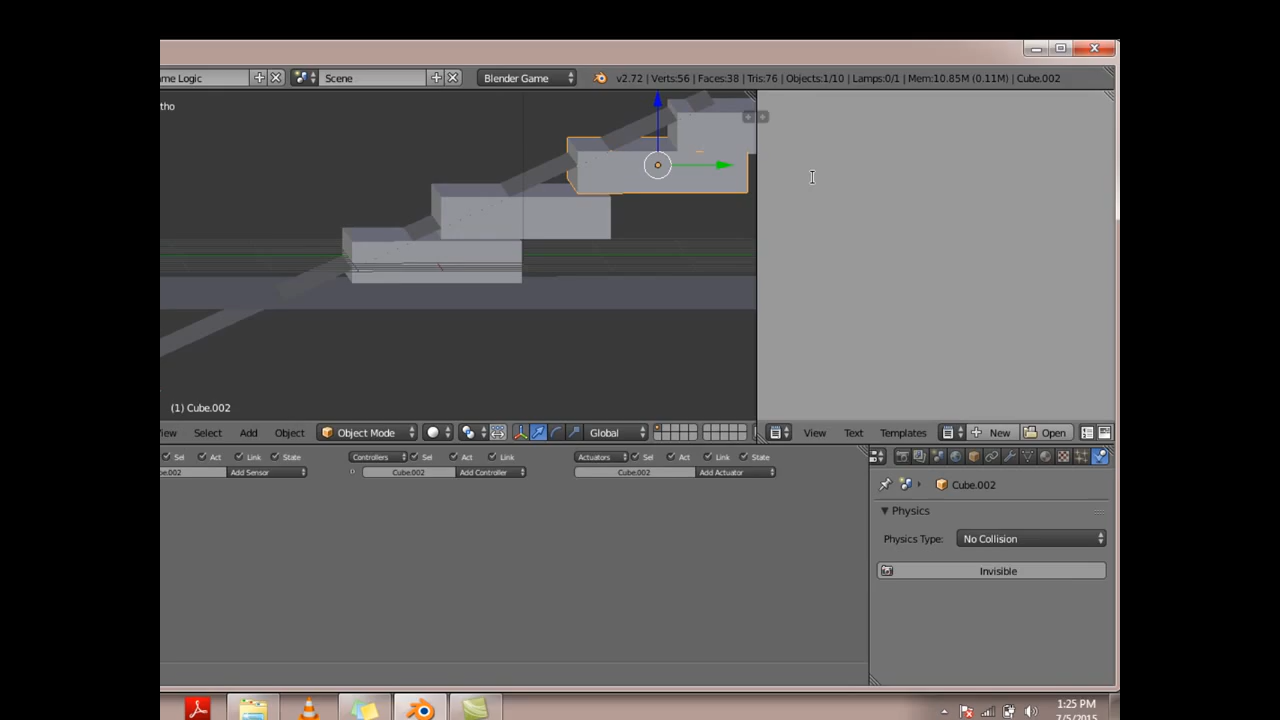 me Logic Scene Blender Game v2.72 | Verts:56 | Faces:38 | Tris:76 | Objects:1/10 | Lamps:0/1 | Mem:10.85M (0.11M) | Cube.002
tho
(1) Cube.002
iew Select Add Object Object Mode Global View Text Templates New Open
Sel Act Link State Controllers Sel Act Link Actuators Sel Act Link State
be.002 Add Sensor Cube.002 Add Controller Cube.002 Add Actuator
Cube.002
Physics
Physics Type: No Collision
Invisible
1:25 PM
7/5/2015